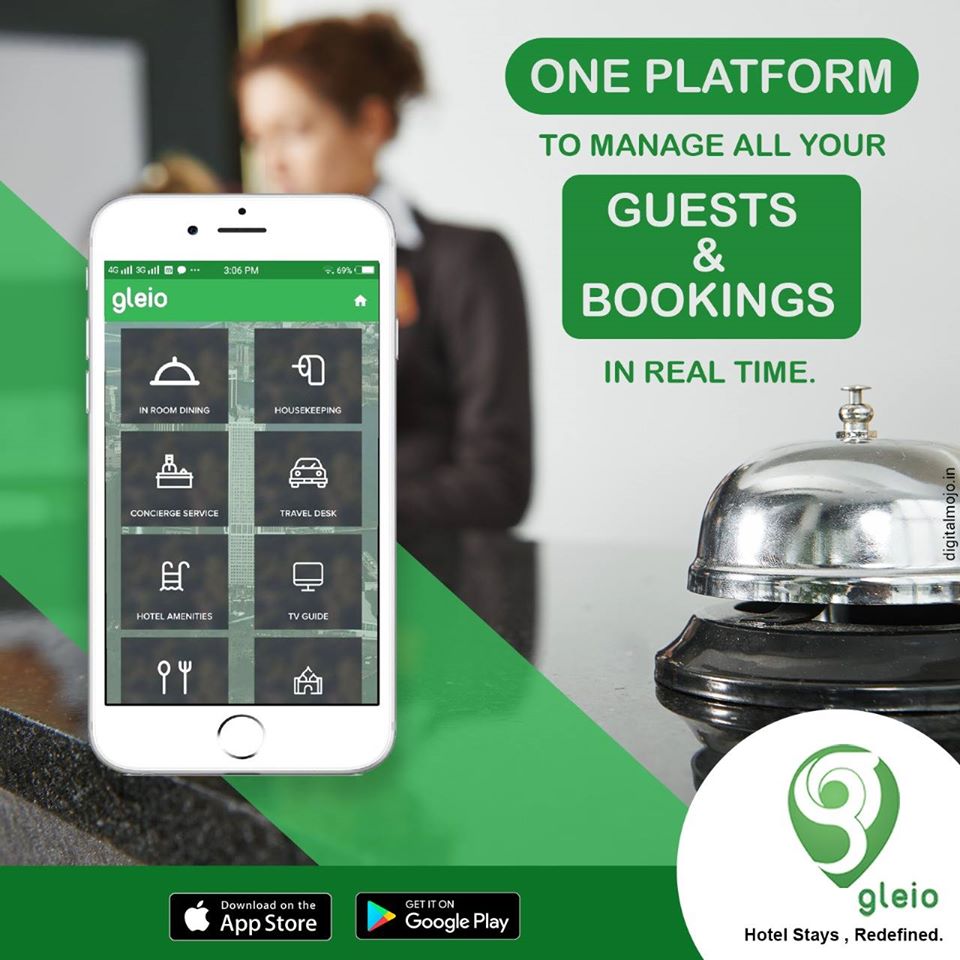 ONE PLATFORM
TO MANAGE ALL YOUR
GUESTS
&
BOOKINGS
IN REAL TIME.
4G 3G ... 3:06 PM 69%
gleio
IN ROOM DINING
HOUSEKEEPING
CONCIERGE SERVICE
TRAVEL DESK
HOTEL AMENITIES
TV GUIDE
digitalmojo.in
Download on the
App Store
GET IT ON
Google Play
gleio
Hotel Stays , Redefined.